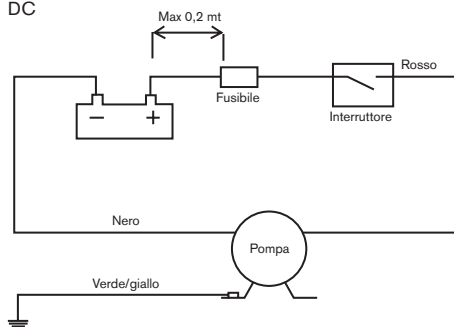 DC
Max 0,2 mt
Rosso
Fusibile
Interruttore
− +
Nero
Pompa
Verde/giallo